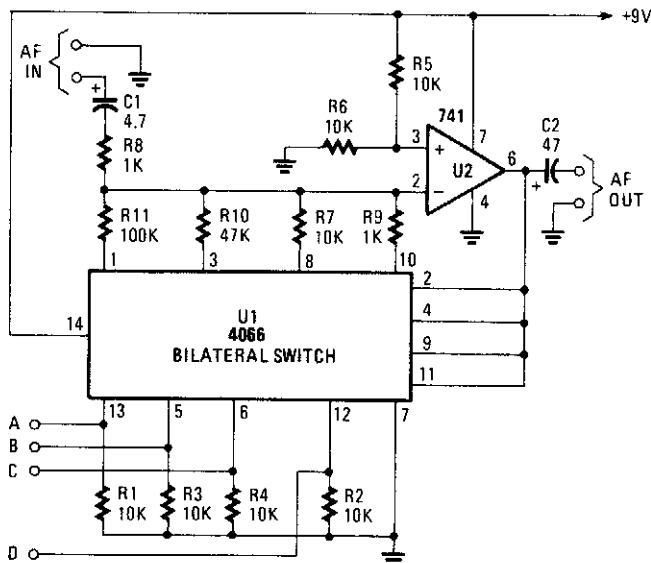 +9V
AF
IN
+
C1
4.7
R8
1K
R5
10K
R6
10K
741
3
+
7
U2
6
2
−
4
C2
47
+
AF
OUT
R11
100K
R10
47K
R7
10K
R9
1K
1
3
8
10
U1
4066
BILATERAL SWITCH
14
2
4
9
11
13
5
6
12
7
A
B
C
D
R1
10K
R3
10K
R4
10K
R2
10K